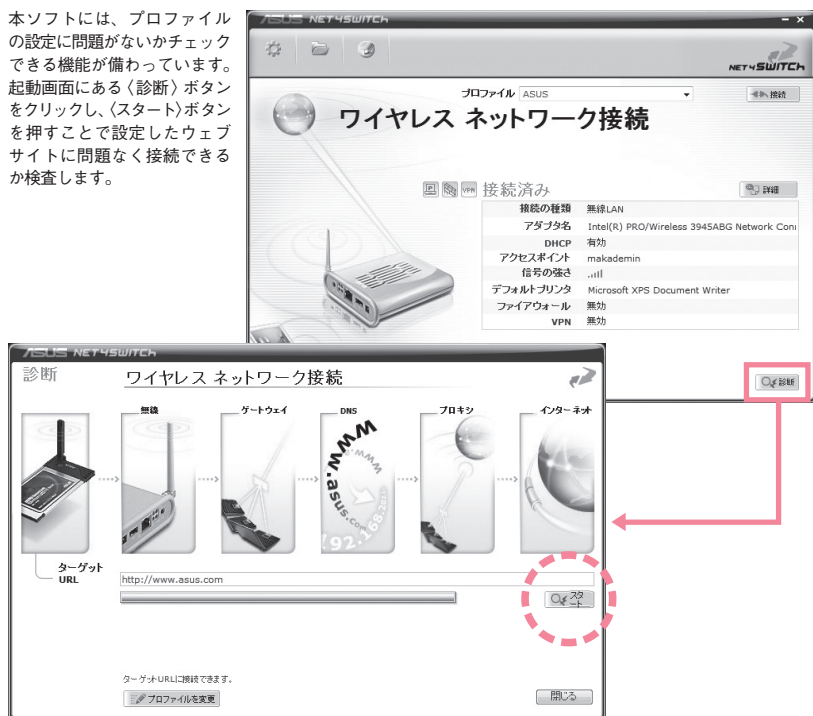 本ソフトには、プロファイル
の設定に問題がないかチェック
できる機能が備わっています。
起動画面にある〈診断〉ボタン
をクリックし、〈スタート〉ボタン
を押すことで設定したウェブ
サイトに問題なく接続できる
か検査します。
ASUS NET4SWITCH
NET4SWITCH
プロファイル ASUS
接続
ワイヤレス ネットワーク接続
VPN 接続済み
詳細
接続の種類 無線LAN
アダプタ名 Intel(R) PRO/Wireless 3945ABG Network Con
DHCP 有効
アクセスポイント makademin
信号の強さ
デフォルトプリンタ Microsoft XPS Document Writer
ファイアウォール 無効
VPN 無効
診断
ASUS NET4SWITCH
診断
ワイヤレス ネットワーク接続
無線
ゲートウェイ
DNS
プロキシ
インターネット
www.asus.com
ターゲット
URL
http://www.asus.com
スタ
ート
ターゲットURLに接続できます。
プロファイルを変更
閉じる